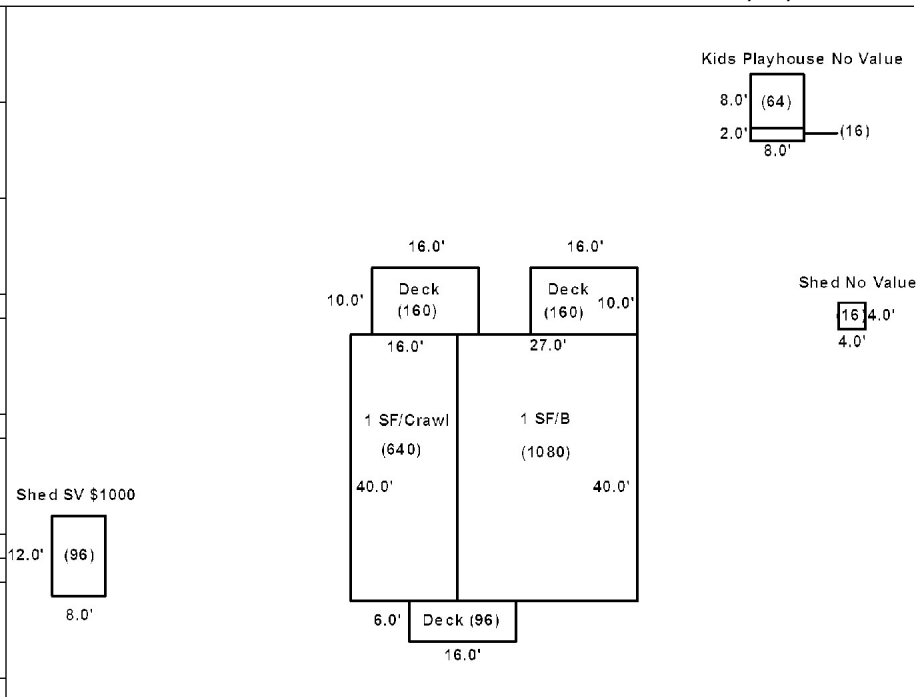 Kids Playhouse No Value
8.0' (64)
2.0' (16)
8.0'
16.0' 16.0'
Shed No Value
10.0' Deck (160)
Deck (160) 10.0'
(16) 4.0'
4.0'
16.0' 27.0'
1 SF/Crawl
(640)
40.0'
1 SF/B
(1080)
40.0'
Shed SV $1000
12.0' (96)
8.0'
6.0' Deck (96)
16.0'